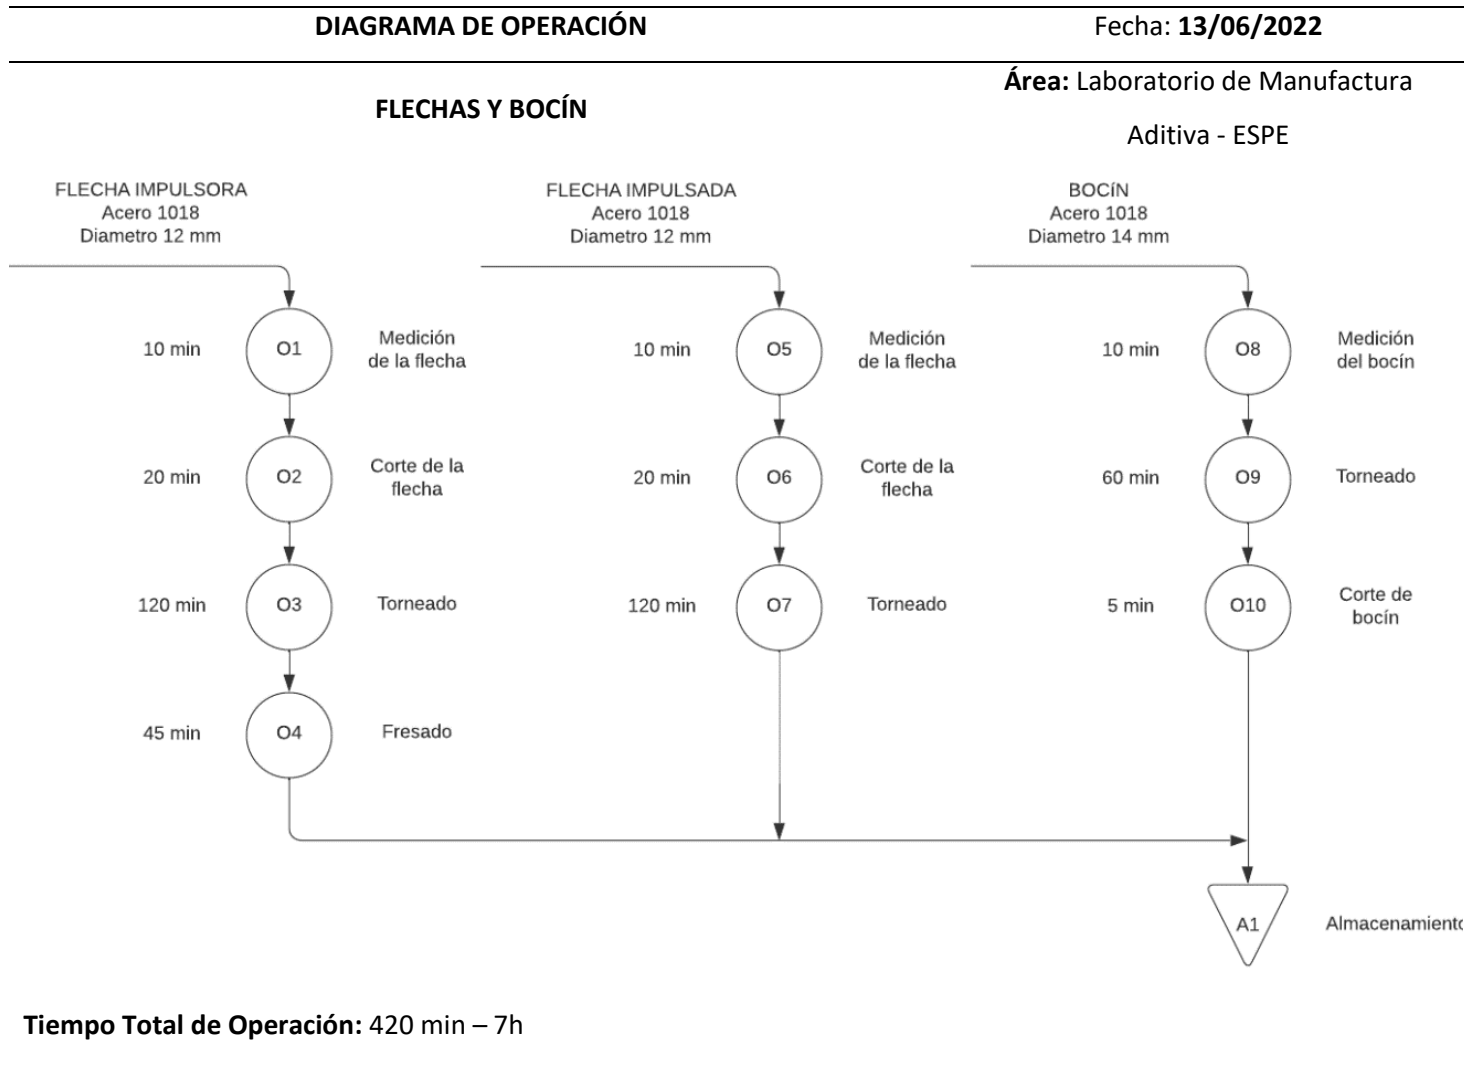 DIAGRAMA DE OPERACIÓN
Fecha: 13/06/2022
FLECHAS Y BOCÍN
Área: Laboratorio de Manufactura
Aditiva - ESPE
FLECHA IMPULSORA
Acero 1018
Diametro 12 mm
FLECHA IMPULSADA
Acero 1018
Diametro 12 mm
BOCíN
Acero 1018
Diametro 14 mm
10 min
O1
Medición
de la flecha
10 min
O5
Medición
de la flecha
10 min
O8
Medición
del bocín
20 min
O2
Corte de la
flecha
20 min
O6
Corte de la
flecha
60 min
O9
Torneado
120 min
O3
Torneado
120 min
O7
Torneado
5 min
O10
Corte de
bocín
45 min
O4
Fresado
A1
Almacenamiento
Tiempo Total de Operación: 420 min – 7h